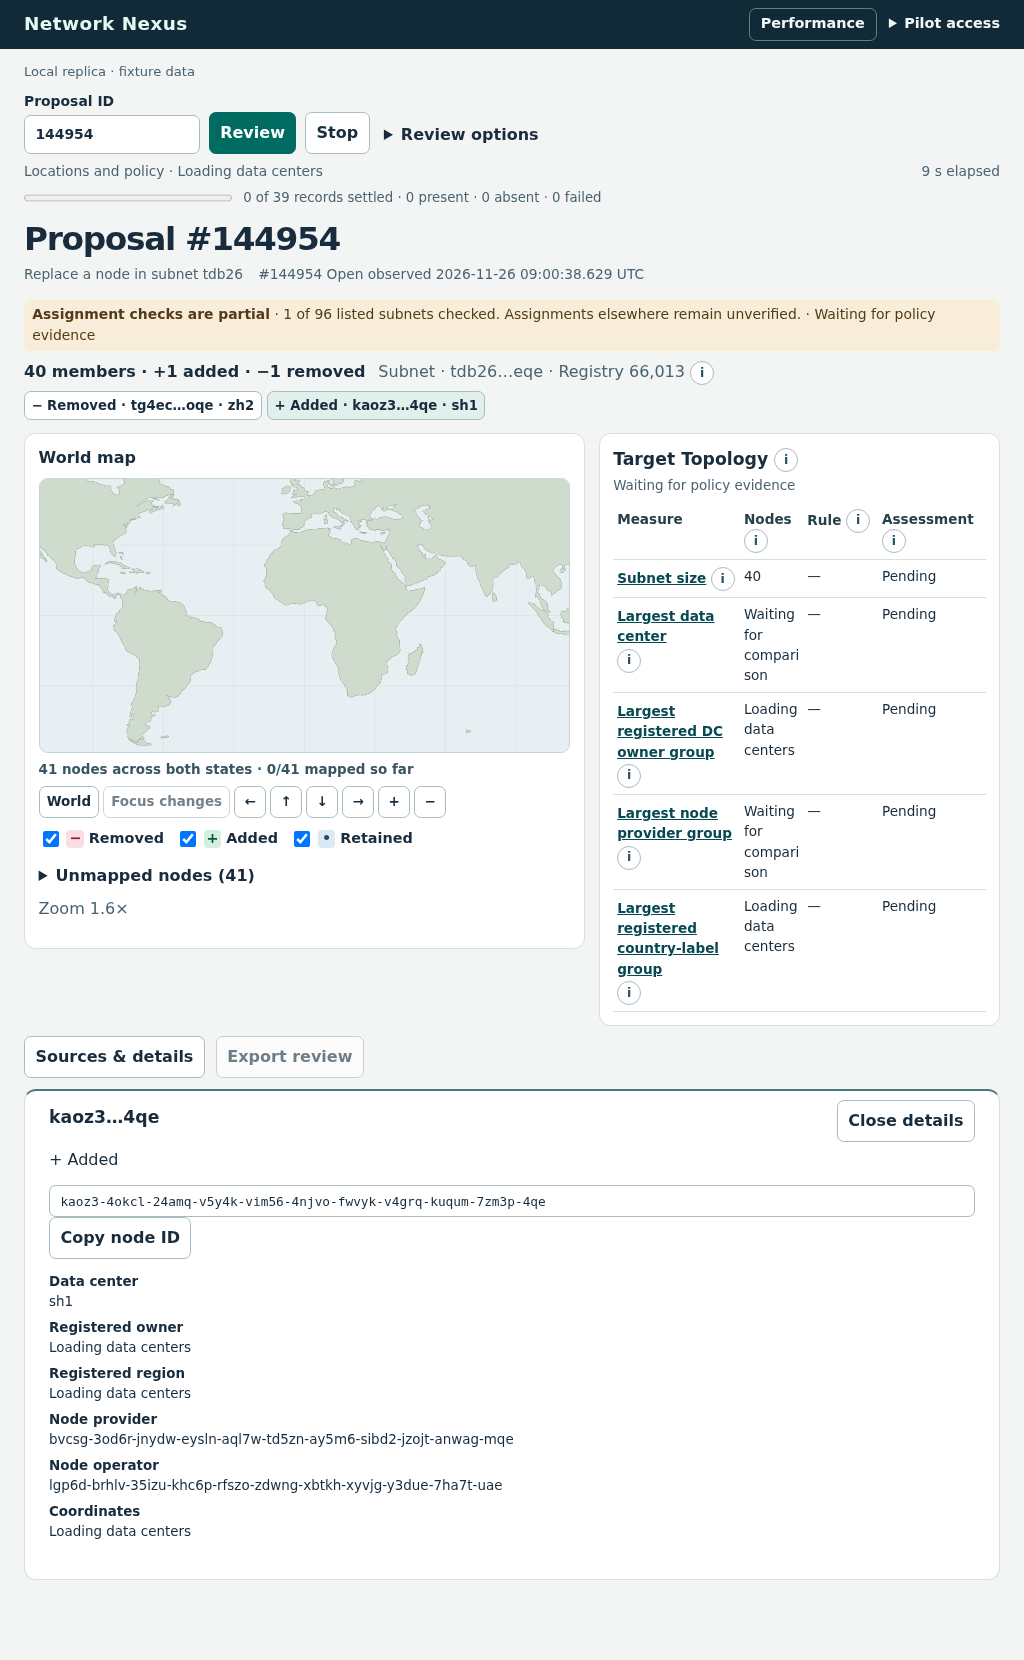 Network Nexus
Performance
▶ Pilot access
Local replica · fixture data
Proposal ID
144954
Review
Stop
▶ Review options
Locations and policy · Loading data centers
9 s elapsed
0 of 39 records settled · 0 present · 0 absent · 0 failed
Proposal #144954
Replace a node in subnet tdb26 #144954 Open observed 2026-11-26 09:00:38.629 UTC
Assignment checks are partial · 1 of 96 listed subnets checked. Assignments elsewhere remain unverified. · Waiting for policy
evidence
40 members · +1 added · −1 removed Subnet · tdb26…eqe · Registry 66,013 i
− Removed · tg4ec…oqe · zh2
+ Added · kaoz3…4qe · sh1
World map
41 nodes across both states · 0/41 mapped so far
World
Focus changes
←
↑
↓
→
+
−
− Removed
+ Added
• Retained
▶ Unmapped nodes (41)
Zoom 1.6×
Target Topology i
Waiting for policy evidence
Measure
Nodes
i
Rule i
Assessment
i
Subnet size i
40
—
Pending
Largest data
center
i
Waiting
for
compari
son
—
Pending
Largest
registered DC
owner group
i
Loading
data
centers
—
Pending
Largest node
provider group
i
Waiting
for
compari
son
—
Pending
Largest
registered
country-label
group
i
Loading
data
centers
—
Pending
Sources & details
Export review
kaoz3…4qe
Close details
+ Added
kaoz3-4okcl-24amq-v5y4k-vim56-4njvo-fwvyk-v4grq-kuqum-7zm3p-4qe
Copy node ID
Data center
sh1
Registered owner
Loading data centers
Registered region
Loading data centers
Node provider
bvcsg-3od6r-jnydw-eysln-aql7w-td5zn-ay5m6-sibd2-jzojt-anwag-mqe
Node operator
lgp6d-brhlv-35izu-khc6p-rfszo-zdwng-xbtkh-xyvjg-y3due-7ha7t-uae
Coordinates
Loading data centers